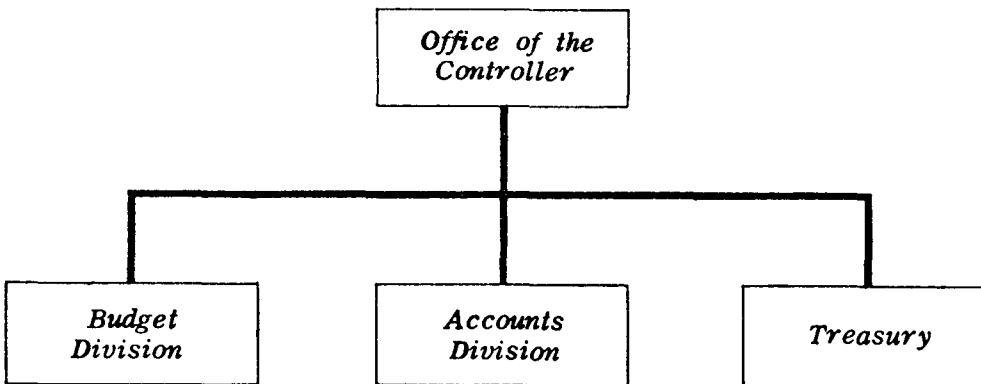 Office of the
Controller
Budget
Division
Accounts
Division
Treasury